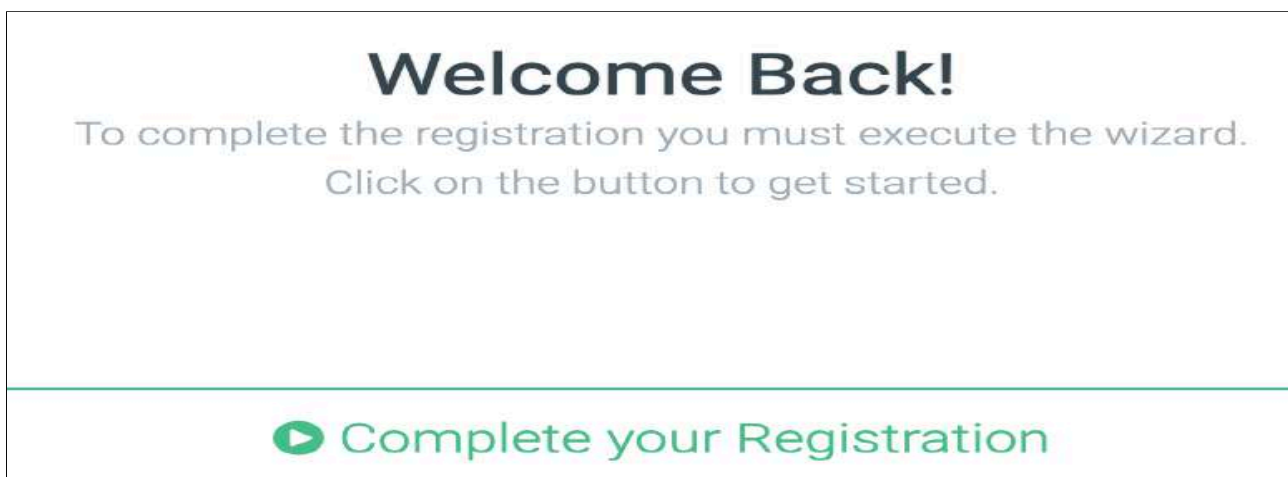 Welcome Back!
To complete the registration you must execute the wizard.
Click on the button to get started.
Complete your Registration